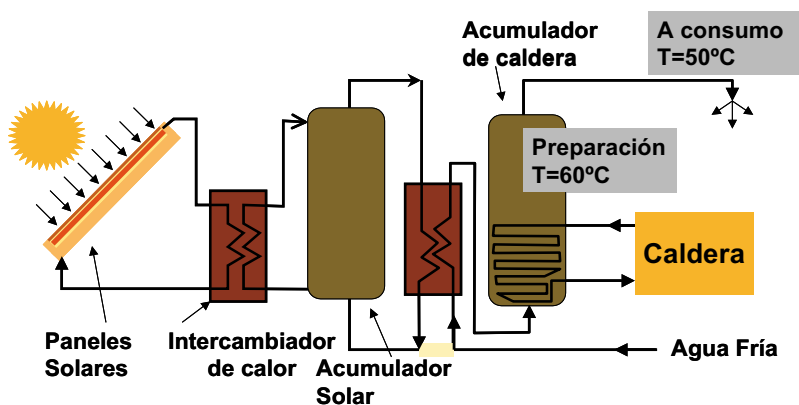 Acumulador
de caldera
A consumo
T=50ºC
Preparación
T=60ºC
Caldera
Paneles
Solares
Intercambiador
de calor
Acumulador
Solar
Agua Fría